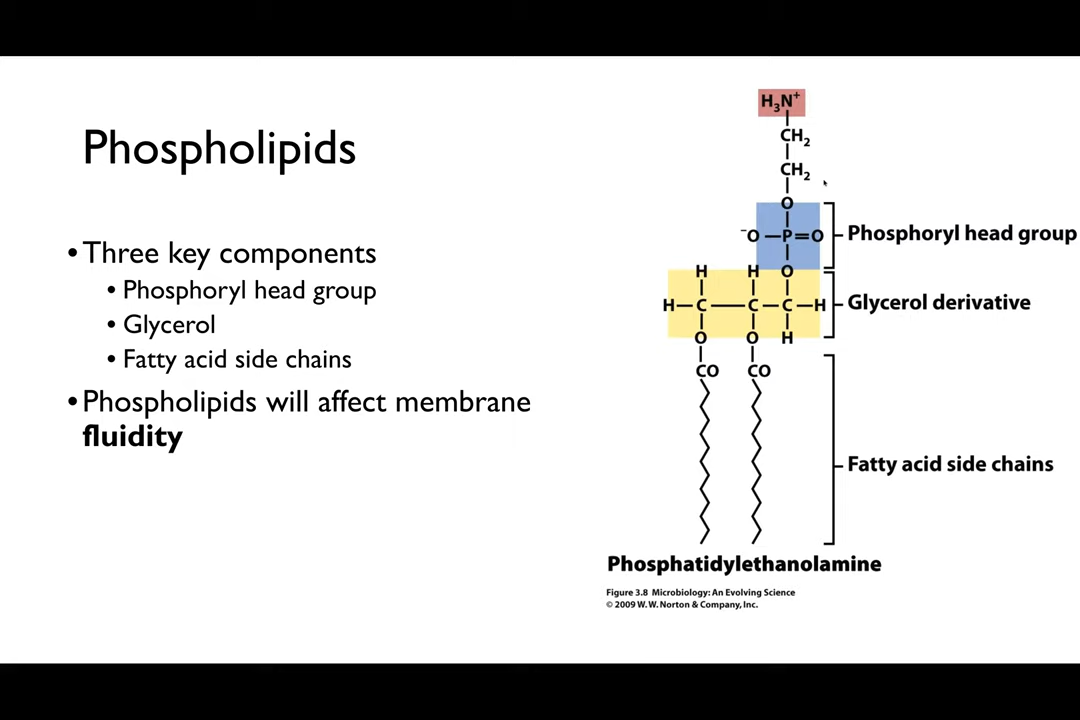 Phospholipids
•Three key components
• Phosphoryl head group
• Glycerol
• Fatty acid side chains
•Phospholipids will affect membrane
fluidity
H3N+
CH2
CH2
O
-O—P=O
Phosphoryl head group
H H O
H—C—C—C—H
Glycerol derivative
O O H
CO CO
Fatty acid side chains
Phosphatidylethanolamine
Figure 3.8 Microbiology: An Evolving Science
© 2009 W. W. Norton & Company, Inc.